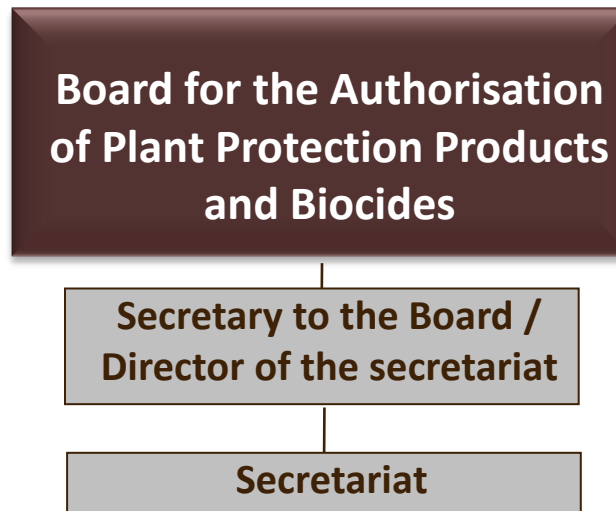 Board for the Authorisation
of Plant Protection Products
and Biocides
Secretary to the Board /
Director of the secretariat
Secretariat